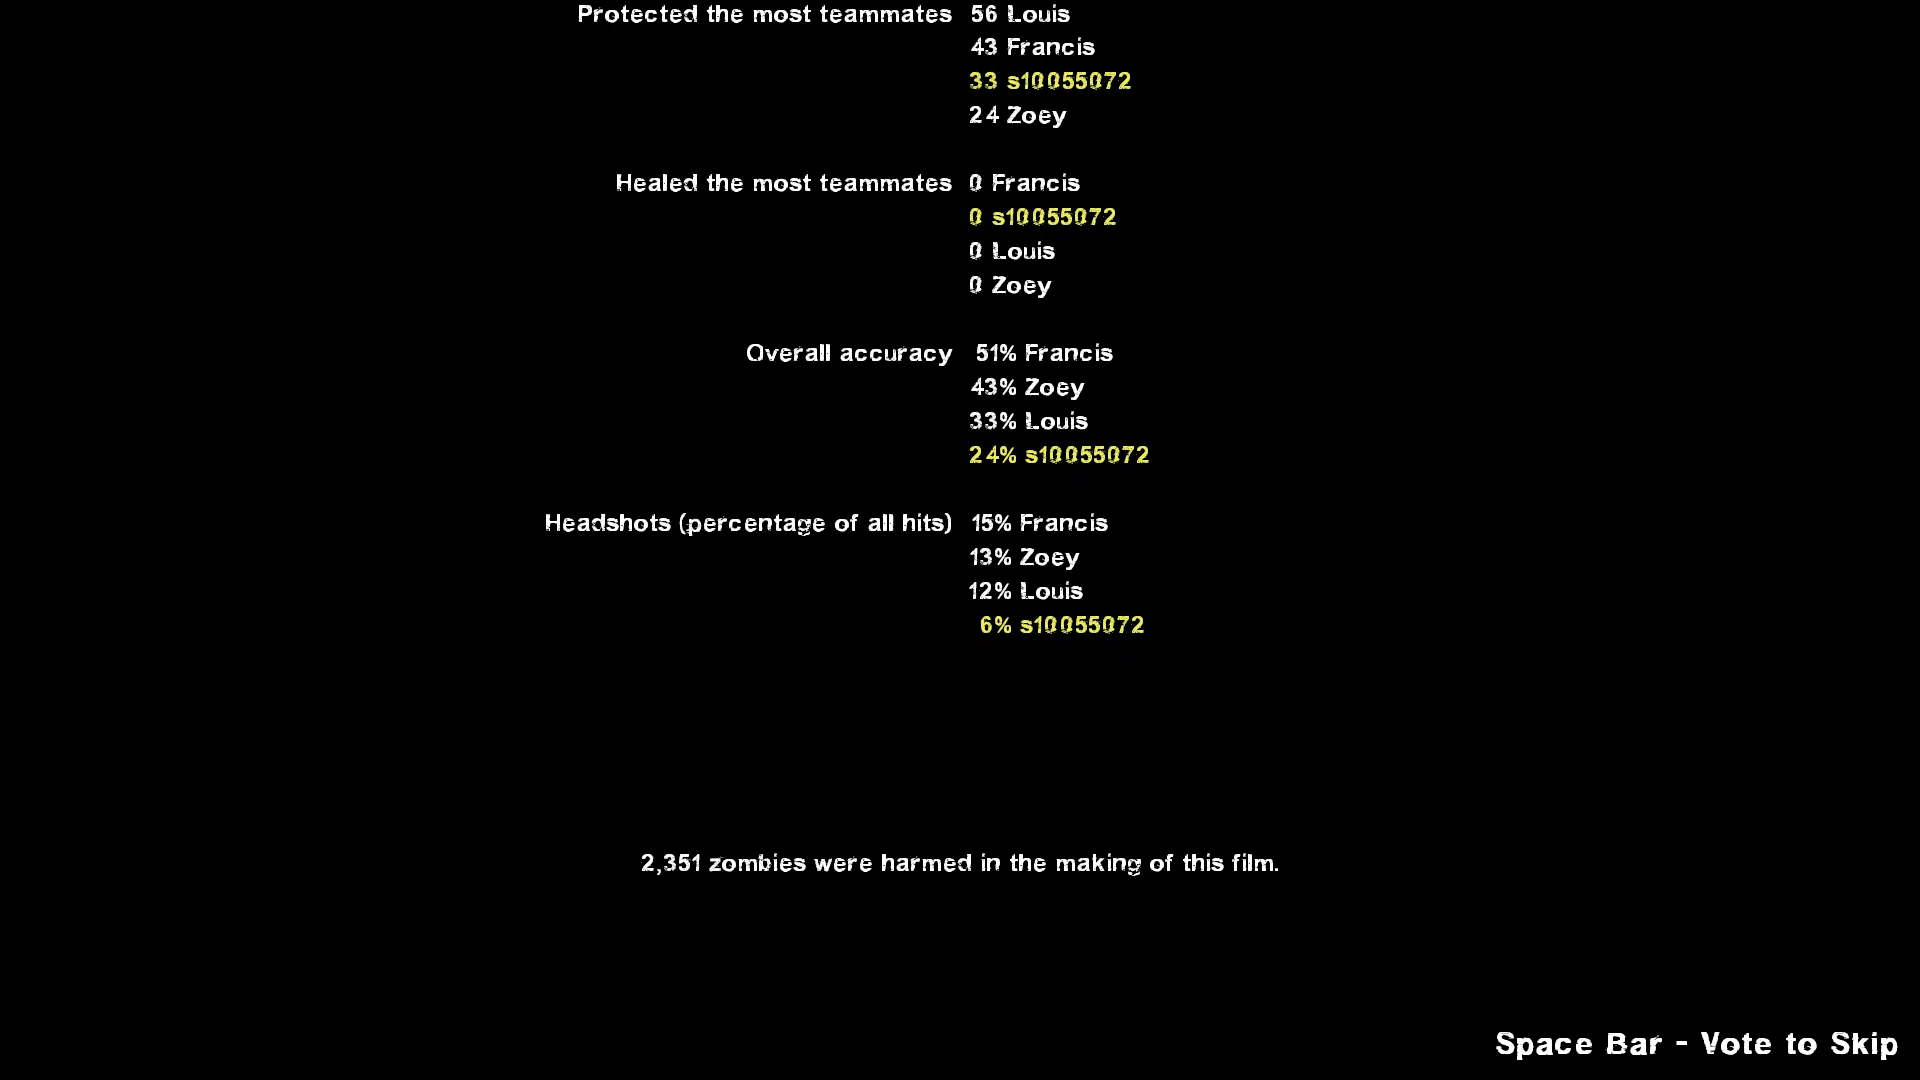 Protected the most teammates 56 Louis
43 Francis
33 s10055072
24 Zoey
Healed the most teammates 0 Francis
0 s10055072
0 Louis
0 Zoey
Overall accuracy 51% Francis
43% Zoey
33% Louis
24% s10055072
Headshots (percentage of all hits) 15% Francis
13% Zoey
12% Louis
6% s10055072
2,351 zombies were harmed in the making of this film.
Space Bar - Vote to Skip